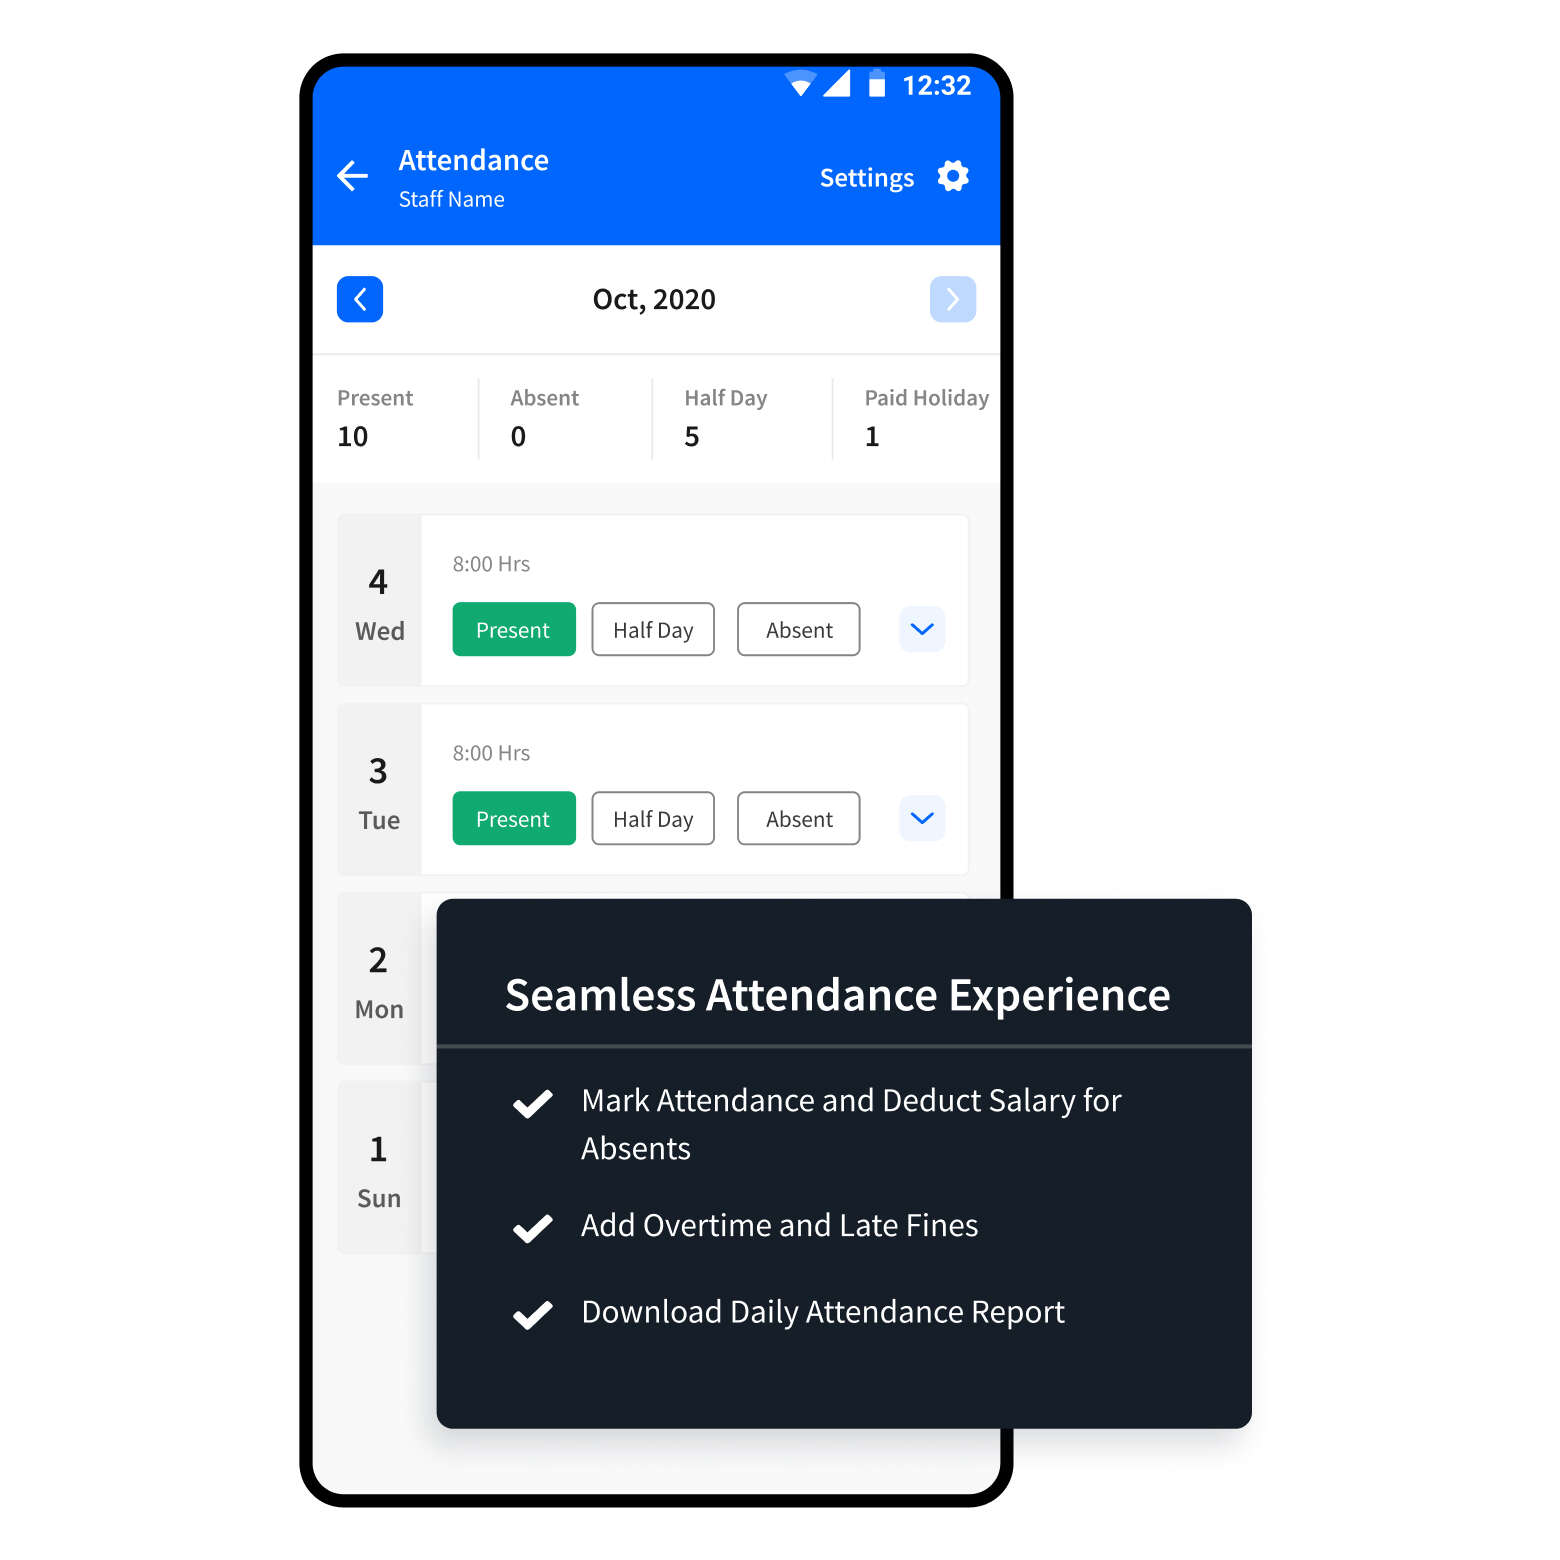 12:32
Attendance
Staff Name
Settings
Oct, 2020
Present
10
Absent
0
Half Day
5
Paid Holiday
1
4
Wed
8:00 Hrs
Present
Half Day
Absent
3
Tue
8:00 Hrs
Present
Half Day
Absent
2
Mon
1
Sun
Seamless Attendance Experience
Mark Attendance and Deduct Salary for
Absents
Add Overtime and Late Fines
Download Daily Attendance Report